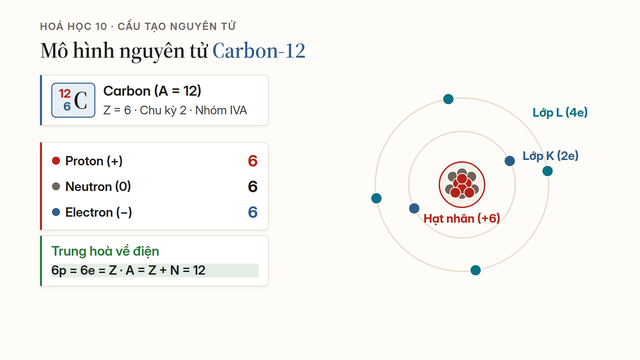 HOÁ HỌC 10 · CẤU TẠO NGUYÊN TỬ
Mô hình nguyên tử Carbon-12
12
6
C
Carbon (A = 12)
Z = 6 · Chu kỳ 2 · Nhóm IVA
Proton (+) 6
Neutron (0) 6
Electron (−) 6
Trung hoà về điện
6p = 6e = Z · A = Z + N = 12
Lớp L (4e)
Lớp K (2e)
Hạt nhân (+6)